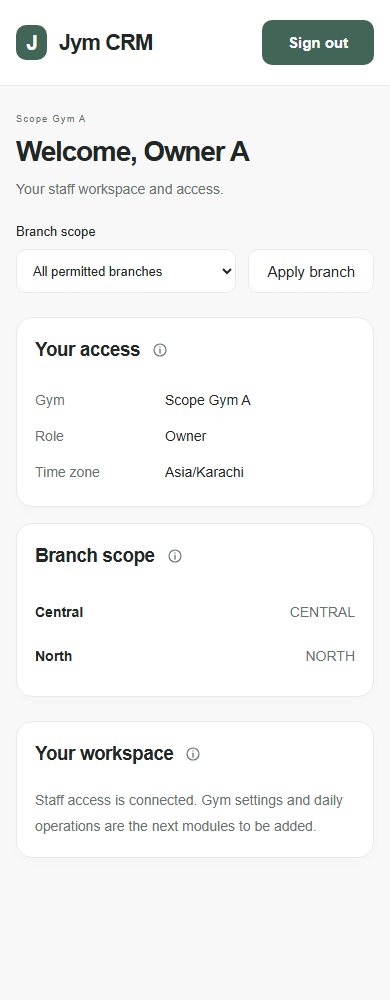 J Jym CRM Sign out
Scope Gym A
Welcome, Owner A
Your staff workspace and access.
Branch scope
All permitted branches Apply branch
Your access
Gym Scope Gym A
Role Owner
Time zone Asia/Karachi
Branch scope
Central CENTRAL
North NORTH
Your workspace
Staff access is connected. Gym settings and daily
operations are the next modules to be added.